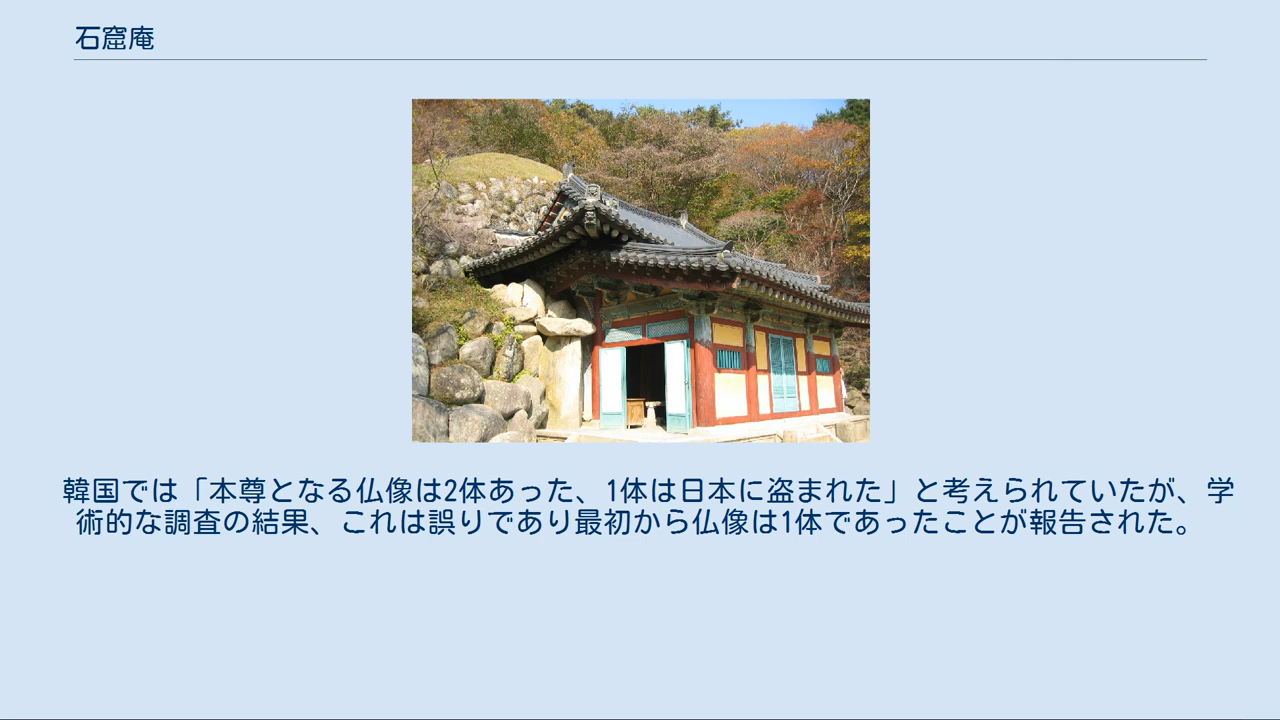 石窟庵
韓国では「本尊となる仏像は2体あった、1体は日本に盗まれた」と考えられていたが、学
術的な調査の結果、これは誤りであり最初から仏像は1体であったことが報告された。